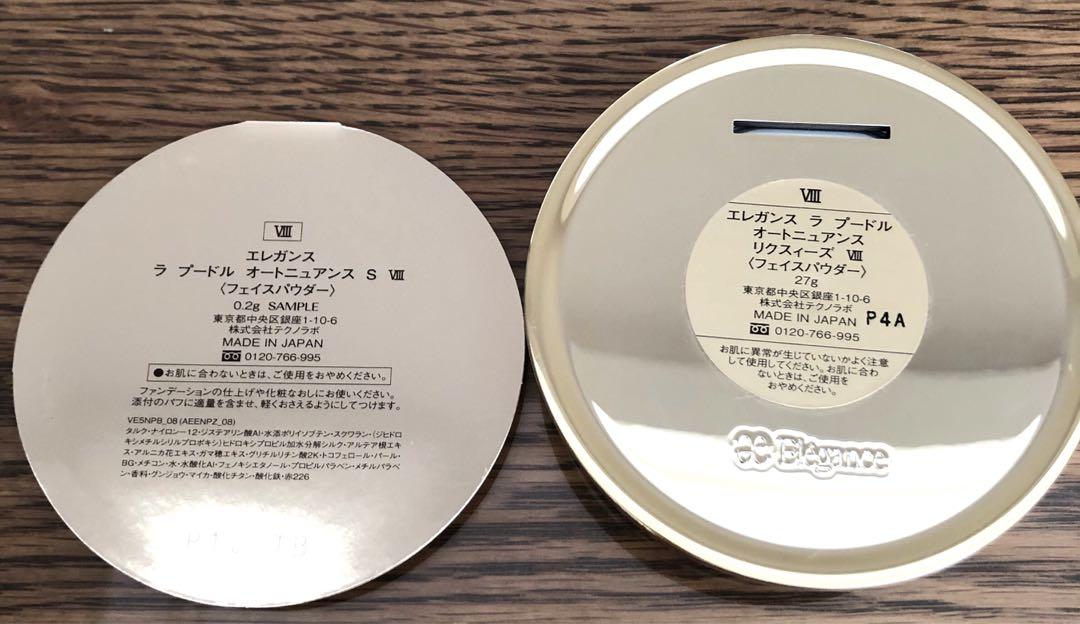 VIII
エレガンス
ラ プードル オートニュアンス S VIII
〈フェイスパウダー〉
0.2g SAMPLE
東京都中央区銀座1-10-6
株式会社テクノラボ
MADE IN JAPAN
0120-766-995
●お肌に合わないときは、ご使用をおやめください。
ファンデーションの仕上げや化粧なおしにお使いください。
添付のパフに適量を含ませ、軽くおさえるようにしてつけます。
VE5NPB_08 (AEENPZ_08)
タルク・ナイロン-12・ジステアリン酸Al・水添ポリイソブテン・スクワラン・(ジヒドロ
キシメチルシリルプロポキシ)ヒドロキシプロピル加水分解シルク・アルテア根エキ
ス・アルニカ花エキス・ガマ穂エキス・グリチルリチン酸2K・トコフェロール・パール・
BG・メチコン・水・水酸化Al・フェノキシエタノール・プロピルパラベン・メチルパラベ
ン・香料・グンジョウ・マイカ・酸化チタン・酸化鉄・赤226
VIII
エレガンス ラ プードル
オートニュアンス
リクスィーズ VIII
〈フェイスパウダー〉
27g
東京都中央区銀座1-10-6
株式会社テクノラボ
MADE IN JAPAN P4A
0120-766-995
お肌に異常が生じていないかよく注意
して使用してください。お肌に合わ
ないときは、ご使用を
おやめください。
Elégance